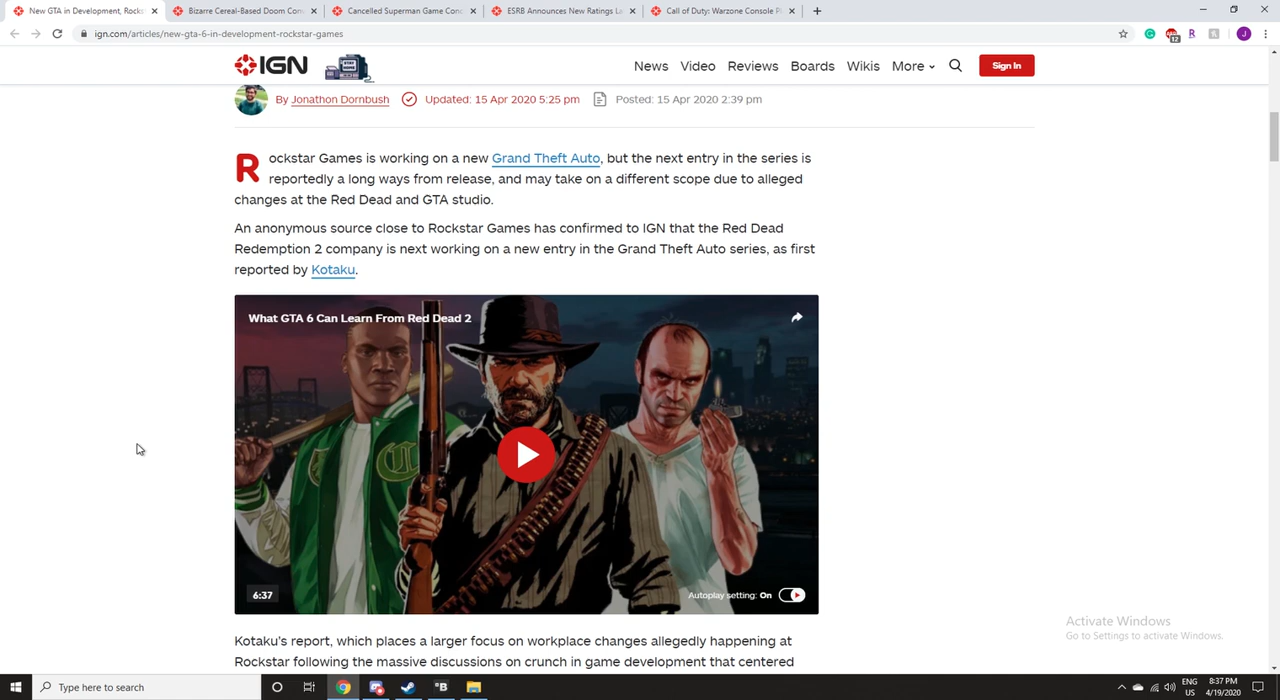 New GTA in Development, Rocks
Bizarre Cereal-Based Doom Con
Cancelled Superman Game Conc
ESRB Announces New Ratings La
Call of Duty: Warzone Console Pl
ign.com/articles/new-gta-6-in-development-rockstar-games
IGN
News
Video
Reviews
Boards
Wikis
More
Sign In
By Jonathon Dornbush
Updated: 15 Apr 2020 5:25 pm
Posted: 15 Apr 2020 2:39 pm
Rockstar Games is working on a new Grand Theft Auto, but the next entry in the series is
reportedly a long ways from release, and may take on a different scope due to alleged
changes at the Red Dead and GTA studio.
An anonymous source close to Rockstar Games has confirmed to IGN that the Red Dead
Redemption 2 company is next working on a new entry in the Grand Theft Auto series, as first
reported by Kotaku.
What GTA 6 Can Learn From Red Dead 2
6:37
Autoplay setting: On
Kotaku's report, which places a larger focus on workplace changes allegedly happening at
Rockstar following the massive discussions on crunch in game development that centered
Activate Windows
Go to Settings to activate Windows.
Type here to search
ENG
US
8:37 PM
4/19/2020